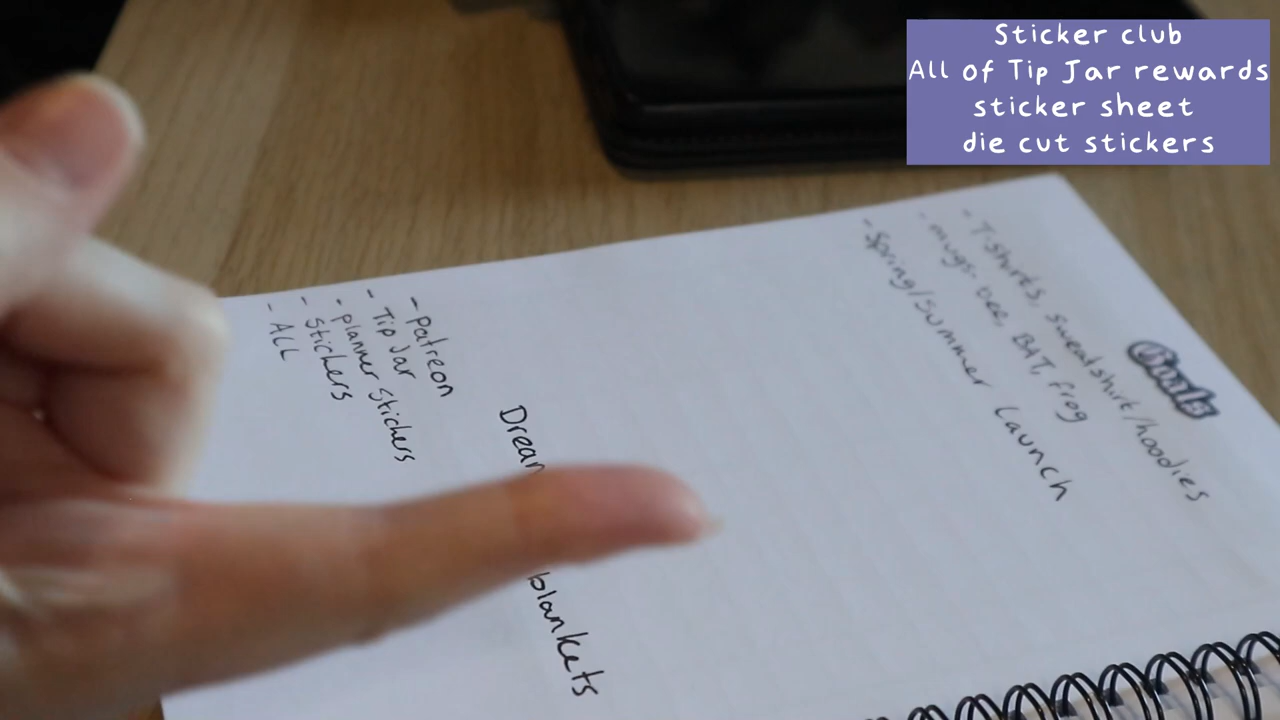 Sticker club
All of Tip Jar rewards
sticker sheet
die cut stickers
Goals
- T-shirts, sweatshirt/hoodies
- mugs- bee, BAT, frog
- Spring/Summer Launch
Drea
blankets
- patreon
- Tip Jar
- planner Stickers
- Stickers
- ALL